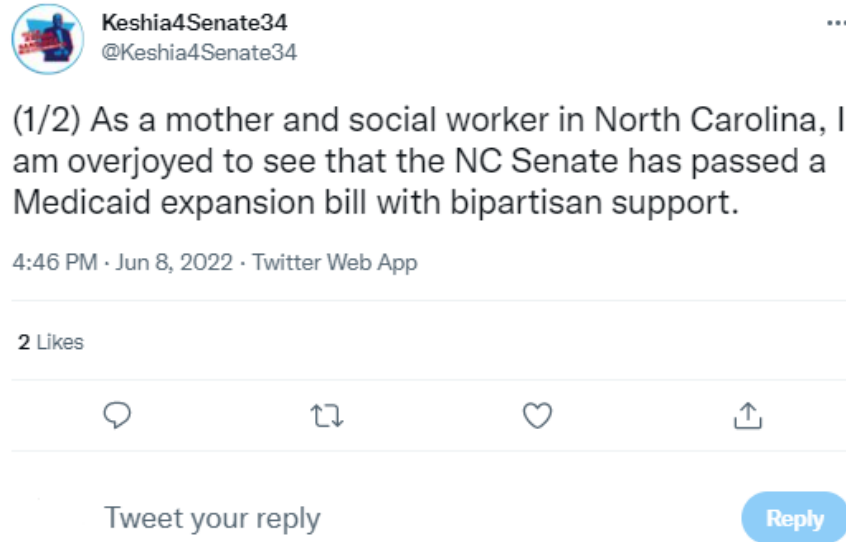 Keshia4Senate34
@Keshia4Senate34
(1/2) As a mother and social worker in North Carolina, I
am overjoyed to see that the NC Senate has passed a
Medicaid expansion bill with bipartisan support.
4:46 PM · Jun 8, 2022 · Twitter Web App
2 Likes
Tweet your reply
Reply